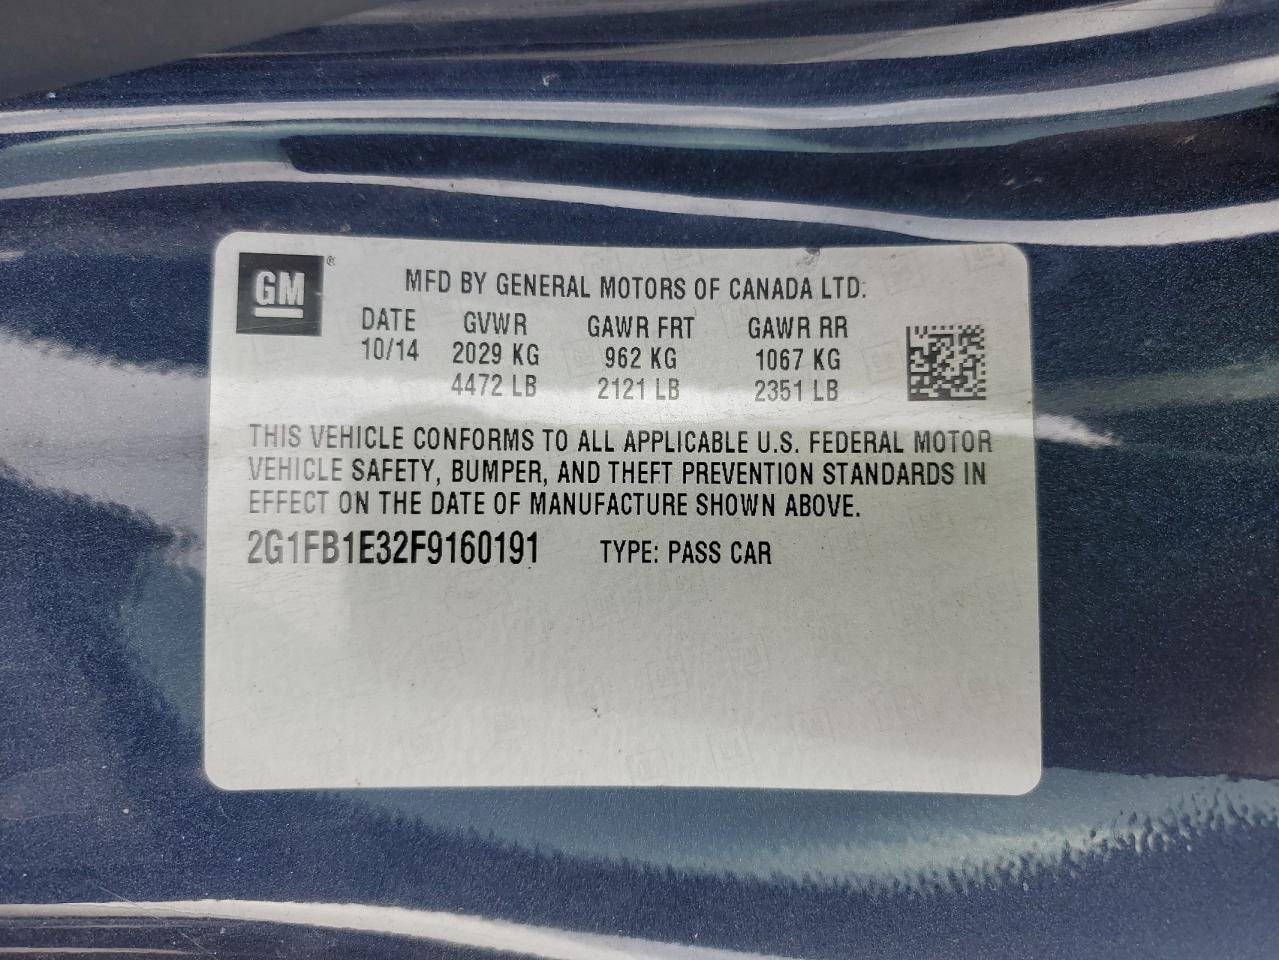 GM®
MFD BY GENERAL MOTORS OF CANADA LTD.
DATE GVWR GAWR FRT GAWR RR
10/14 2029 KG 962 KG 1067 KG
4472 LB 2121 LB 2351 LB
THIS VEHICLE CONFORMS TO ALL APPLICABLE U.S. FEDERAL MOTOR
VEHICLE SAFETY, BUMPER, AND THEFT PREVENTION STANDARDS IN
EFFECT ON THE DATE OF MANUFACTURE SHOWN ABOVE.
2G1FB1E32F9160191 TYPE: PASS CAR